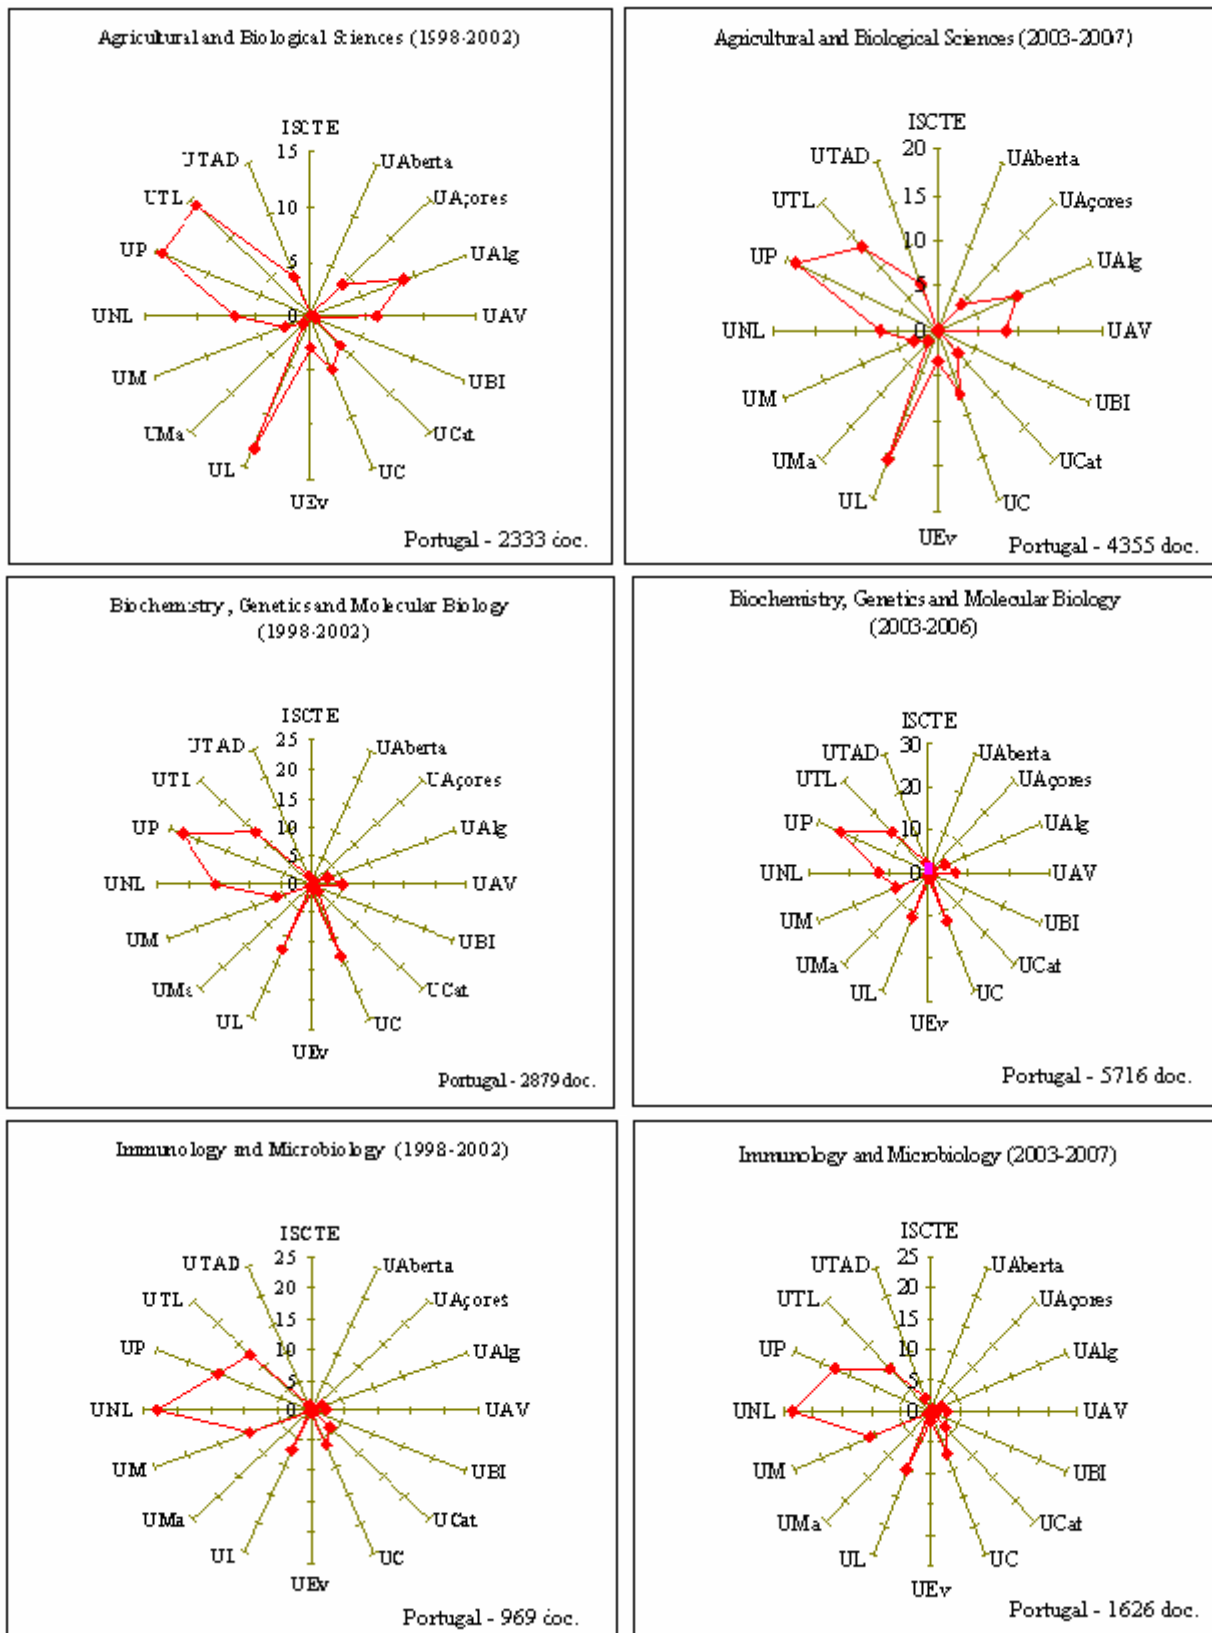 Agricultural and Biological Sciences (1998-2002)
ISCTE
UAberta
UAçores
UAlg
UAV
UBI
UCat
UC
UEv
UL
UMa
UM
UNL
UP
UTL
UTAD
15
10
5
0
Portugal - 2333 doc.
Agricultural and Biological Sciences (2003-2007)
ISCTE
UAberta
UAçores
UAlg
UAV
UBI
UCat
UC
UEv
UL
UMa
UM
UNL
UP
UTL
UTAD
20
15
10
5
0
Portugal - 4355 doc.
Biochemistry, Genetics and Molecular Biology
(1998-2002)
ISCTE
UAberta
UAçores
UAlg
UAV
UBI
UCat
UC
UEv
UL
UMa
UM
UNL
UP
UTL
UTAD
25
20
15
10
5
0
Portugal - 2879 doc.
Biochemistry, Genetics and Molecular Biology
(2003-2006)
ISCTE
UAberta
UAçores
UAlg
UAV
UBI
UCat
UC
UEv
UL
UMa
UM
UNL
UP
UTL
UTAD
30
20
10
0
Portugal - 5716 doc.
Immunology and Microbiology (1998-2002)
ISCTE
UAberta
UAçores
UAlg
UAV
UBI
UCat
UC
UEv
UL
UMa
UM
UNL
UP
UTL
UTAD
25
20
15
10
5
0
Portugal - 969 doc.
Immunology and Microbiology (2003-2007)
ISCTE
UAberta
UAçores
UAlg
UAV
UBI
UCat
UC
UEv
UL
UMa
UM
UNL
UP
UTL
UTAD
25
20
15
10
5
0
Portugal - 1626 doc.